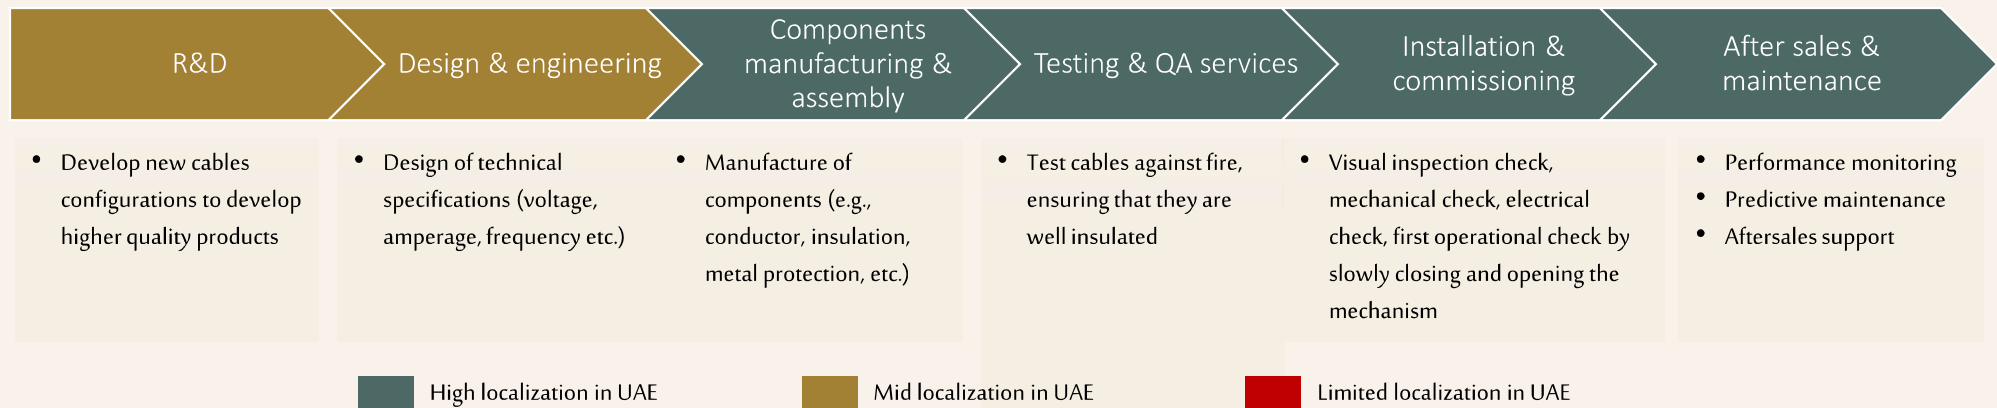 R&D
Design & engineering
Components
manufacturing &
assembly
Testing & QA services
Installation &
commissioning
After sales &
maintenance
• Develop new cables
configurations to develop
higher quality products
• Design of technical
specifications (voltage,
amperage, frequency etc.)
• Manufacture of
components (e.g.,
conductor, insulation,
metal protection, etc.)
• Test cables against fire,
ensuring that they are
well insulated
• Visual inspection check,
mechanical check, electrical
check, first operational check by
slowly closing and opening the
mechanism
• Performance monitoring
• Predictive maintenance
• Aftersales support
High localization in UAE
Mid localization in UAE
Limited localization in UAE